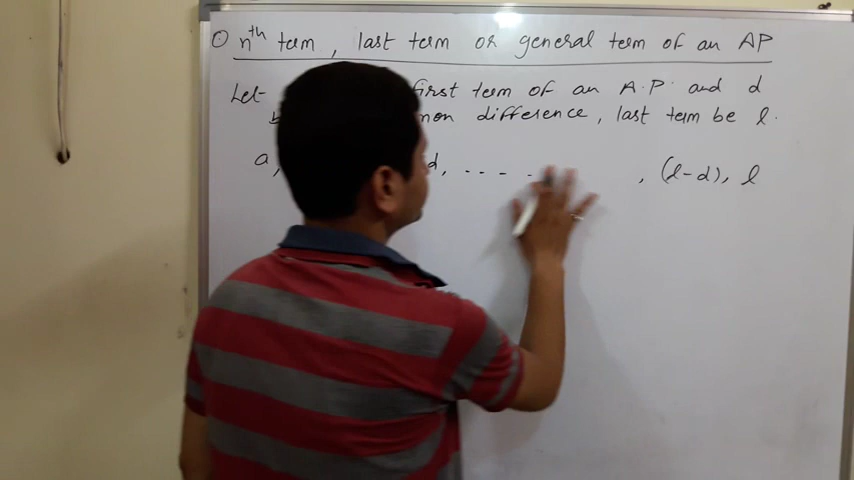 nth term, last term or general term of an AP
Let first term of an A.P. and d
difference, last term be l.
a, d, ..... , (l-d), l